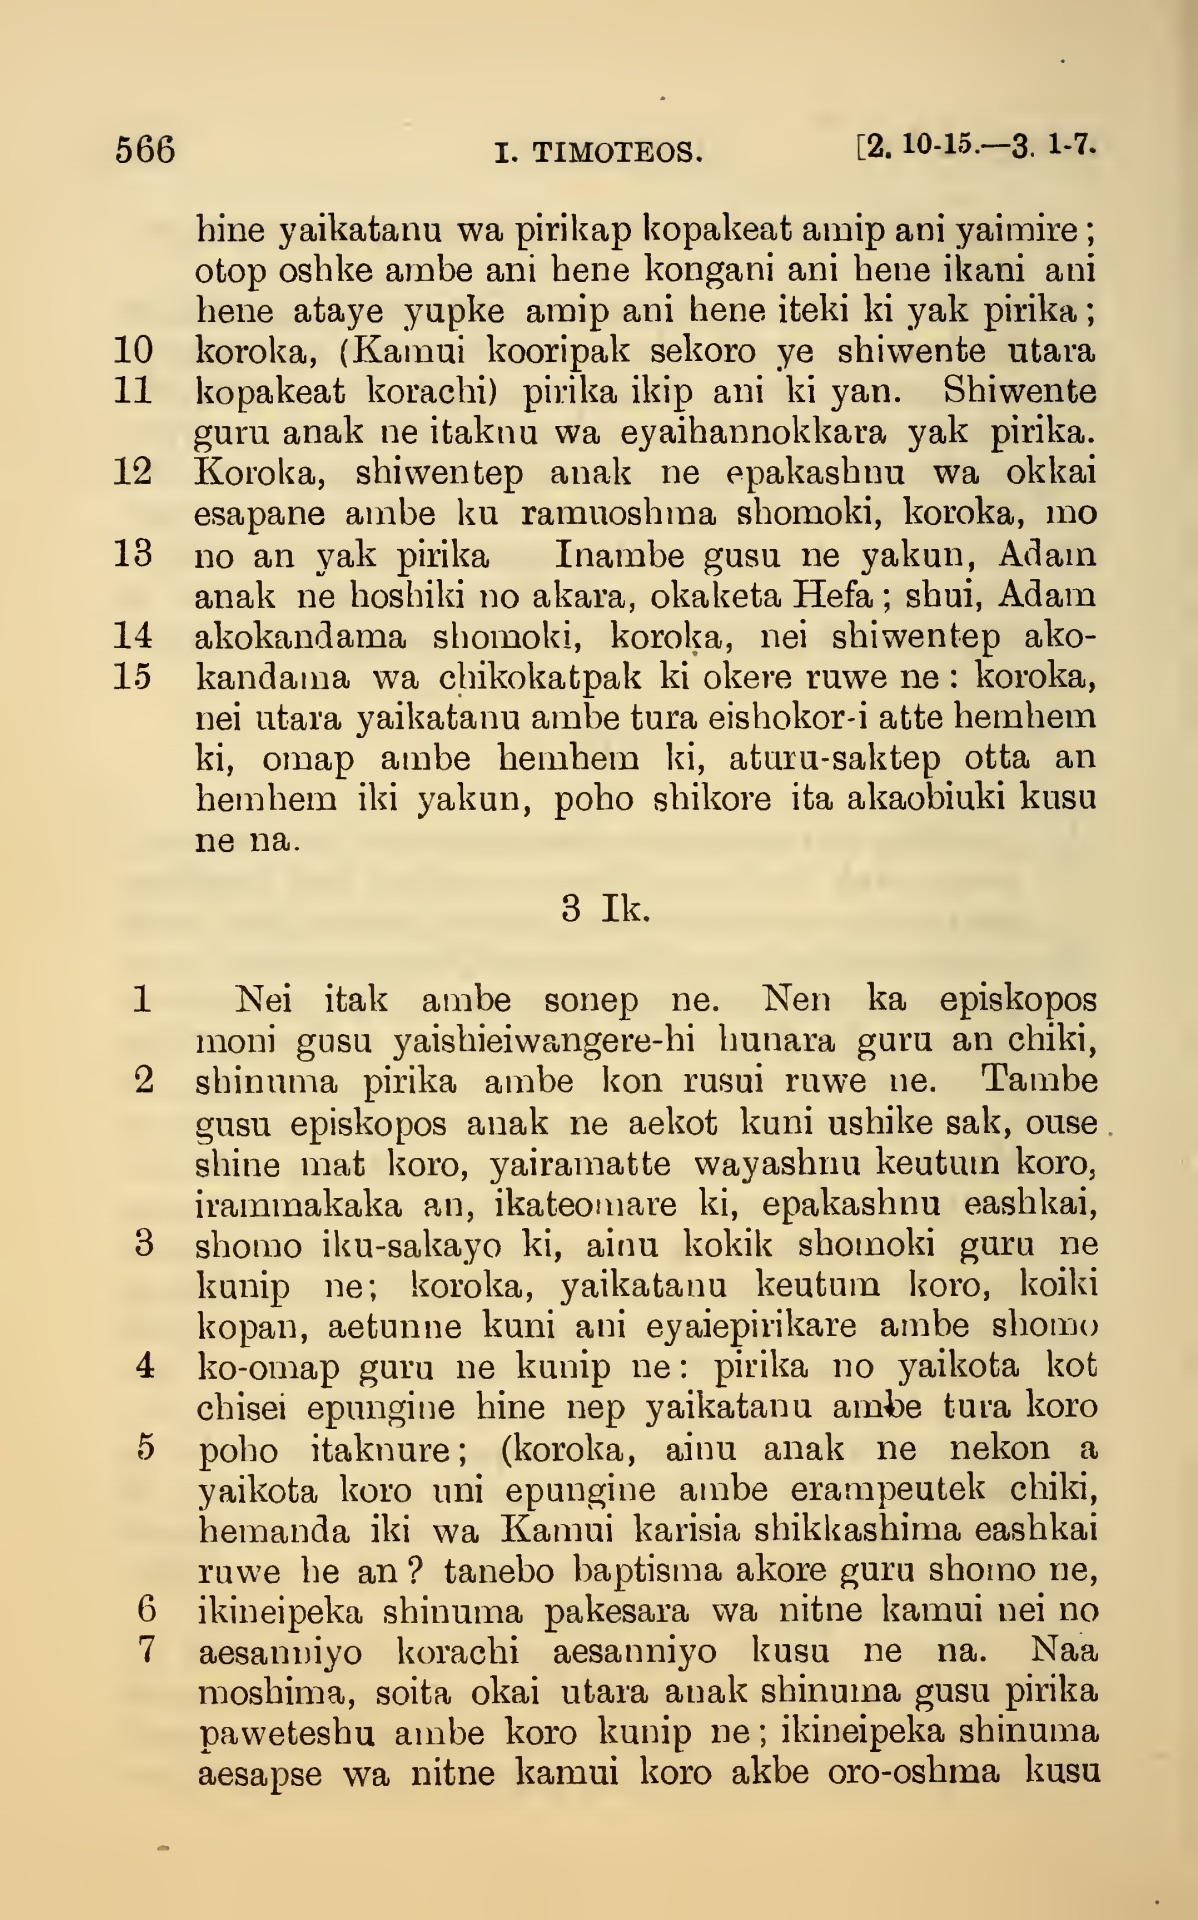 566 I. TIMOTEOS. [2. 10-15.—3. 1-7.
hine yaikatanu wa pirikap kopakeat amip ani yaimire ;
otop oshke ambe ani hene kongani ani hene ikani ani
hene ataye yupke amip ani hene iteki ki yak pirika ;
10 koroka, (Kamui kooripak sekoro ye shiwente utara
11 kopakeat korachi) pirika ikip ani ki yan. Shiwente
guru anak ne itaknu wa eyaihannokkara yak pirika.
12 Koroka, shiwentep anak ne epakashnu wa okkai
esapane ambe ku ramuoshma shomoki, koroka, mo
13 no an yak pirika Inambe gusu ne yakun, Adam
anak ne hoshiki no akara, okaketa Hefa ; shui, Adam
14 akokandama shomoki, koroka, nei shiwentep ako-
15 kandama wa chikokatpak ki okere ruwe ne : koroka,
nei utara yaikatanu ambe tura eishokor-i atte hemhem
ki, omap ambe hemhem ki, aturu-saktep otta an
hemhem iki yakun, poho shikore ita akaobiuki kusu
ne na.
3 Ik.
1 Nei itak ambe sonep ne. Nen ka episkopos
moni gusu yaishieiwangere-hi hunara guru an chiki,
2 shinuma pirika ambe kon rusui ruwe ne. Tambe
gusu episkopos anak ne aekot kuni ushike sak, ouse
shine mat koro, yairamatte wayashnu keutum koro,
irammakaka an, ikateomare ki, epakashnu eashkai,
3 shomo iku-sakayo ki, ainu kokik shomoki guru ne
kunip ne; koroka, yaikatanu keutum koro, koiki
kopan, aetunne kuni ani eyaiepirikare ambe shomo
4 ko-omap guru ne kunip ne : pirika no yaikota kot
chisei epungine hine nep yaikatanu ambe tura koro
5 poho itaknure ; (koroka, ainu anak ne nekon a
yaikota koro uni epungine ambe erampeutek chiki,
hemanda iki wa Kamui karisia shikkashima eashkai
ruwe he an ? tanebo baptisma akore guru shomo ne,
6 ikineipeka shinuma pakesara wa nitne kamui nei no
7 aesanniyo korachi aesanniyo kusu ne na. Naa
moshima, soita okai utara anak shinuma gusu pirika
paweteshu ambe koro kunip ne ; ikineipeka shinuma
aesapse wa nitne kamui koro akbe oro-oshma kusu